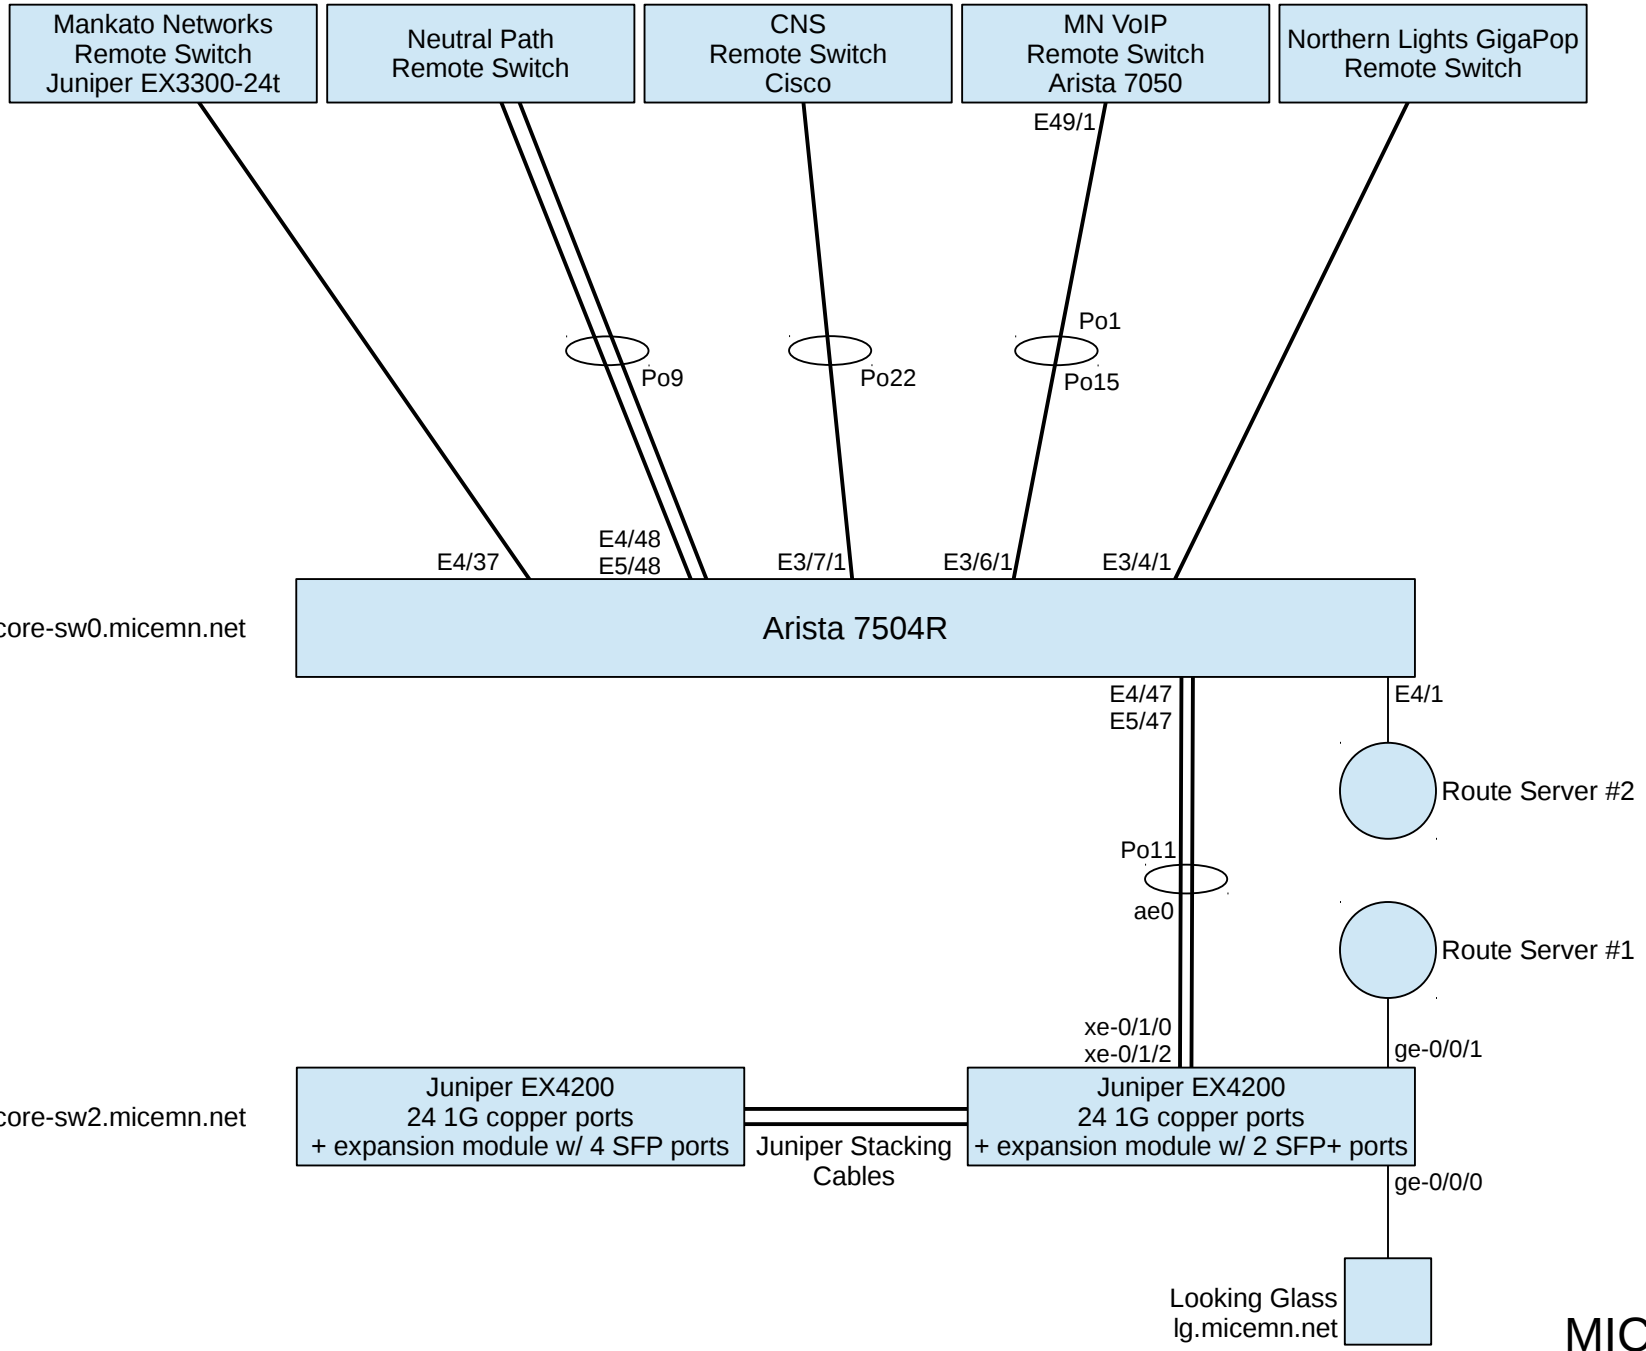 Mankato Networks
Remote Switch
Juniper EX3300-24t
Neutral Path
Remote Switch
CNS
Remote Switch
Cisco
MN VoIP
Remote Switch
Arista 7050
Northern Lights GigaPop
Remote Switch
E49/1
Po1
Po9
Po22
Po15
E4/37
E4/48
E5/48
E3/7/1
E3/6/1
E3/4/1
core-sw0.micemn.net
Arista 7504R
E4/47
E5/47
E4/1
Route Server #2
Po11
ae0
Route Server #1
xe-0/1/0
xe-0/1/2
ge-0/0/1
core-sw2.micemn.net
Juniper EX4200
24 1G copper ports
+ expansion module w/ 4 SFP ports
Juniper Stacking
Cables
Juniper EX4200
24 1G copper ports
+ expansion module w/ 2 SFP+ ports
ge-0/0/0
Looking Glass
lg.micemn.net
MIC